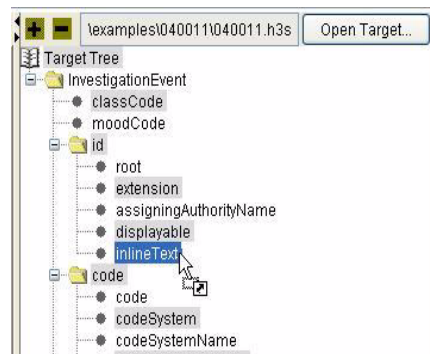 \examples\040011\040011.h3s Open Target...
Target Tree
InvestigationEvent
classCode
moodCode
id
root
extension
assigningAuthorityName
displayable
inlineText
code
code
codeSystem
codeSystemName